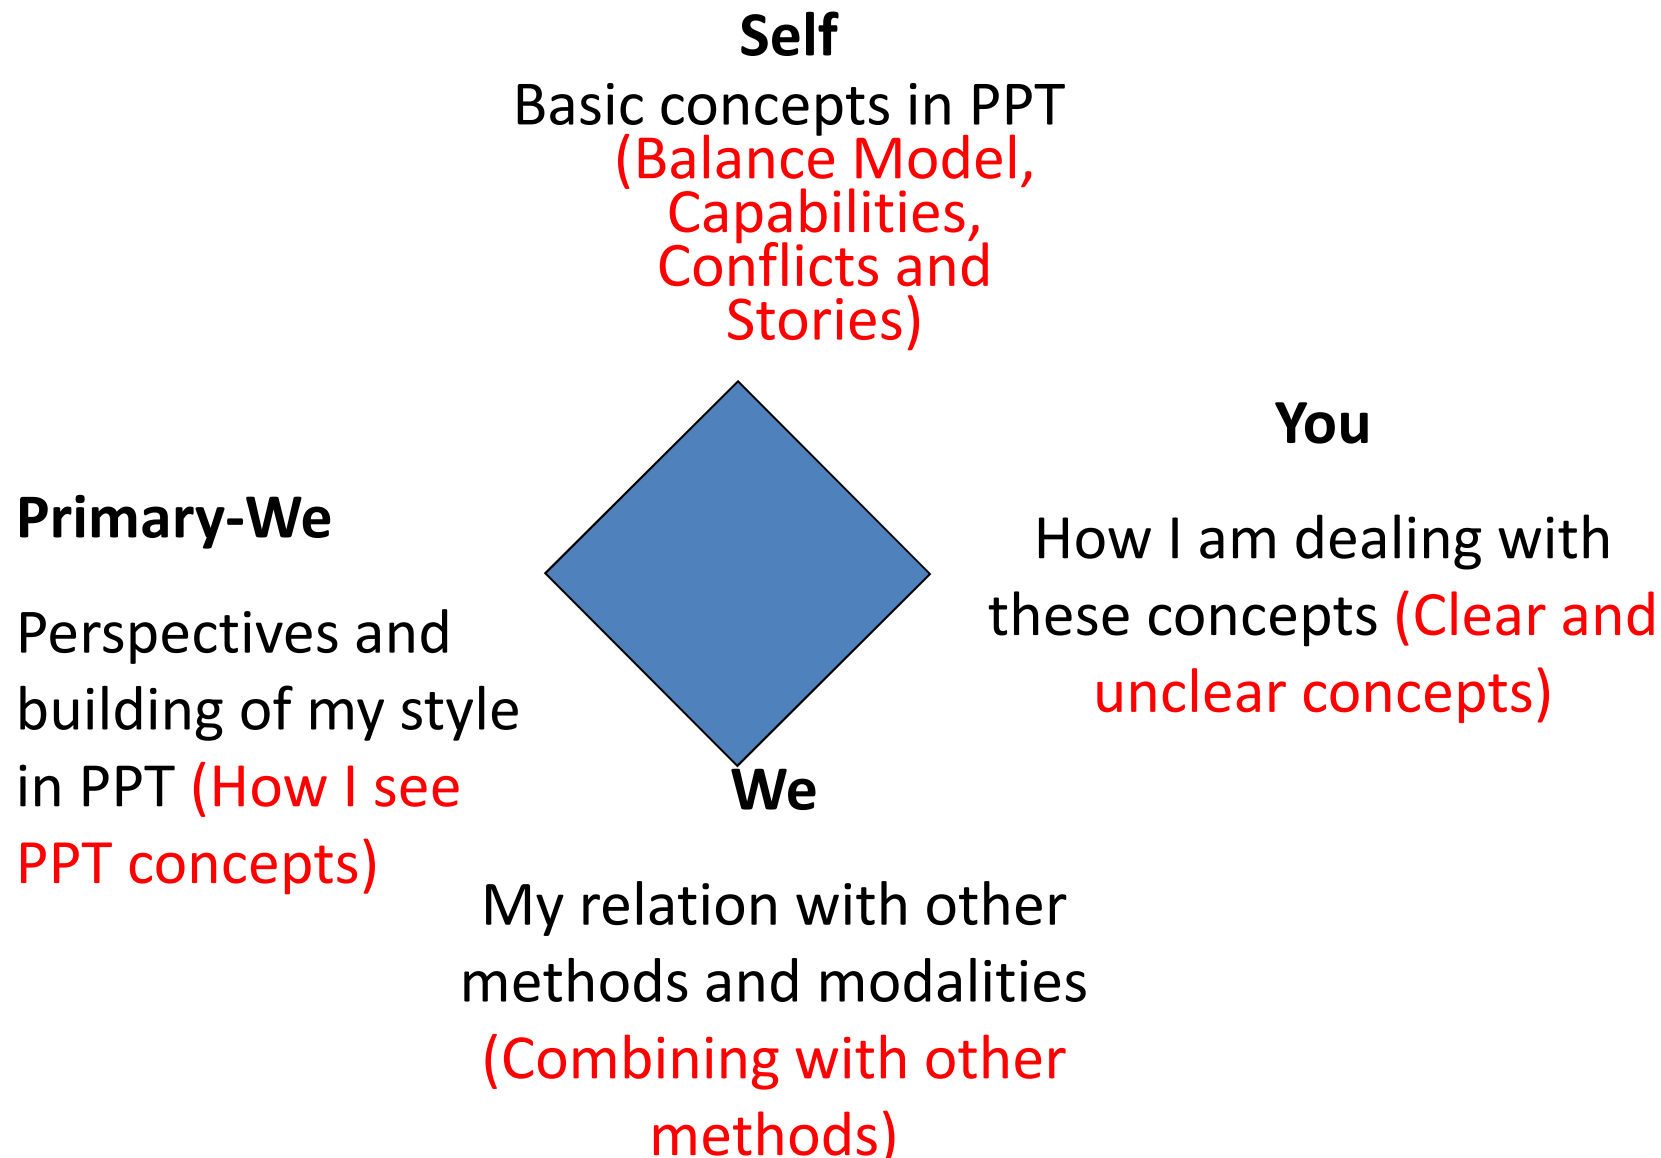 Self
Basic concepts in PPT
(Balance Model,
Capabilities,
Conflicts and
Stories)
You
How I am dealing with
these concepts (Clear and
unclear concepts)
Primary-We
Perspectives and
building of my style
in PPT (How I see
PPT concepts)
We
My relation with other
methods and modalities
(Combining with other
methods)